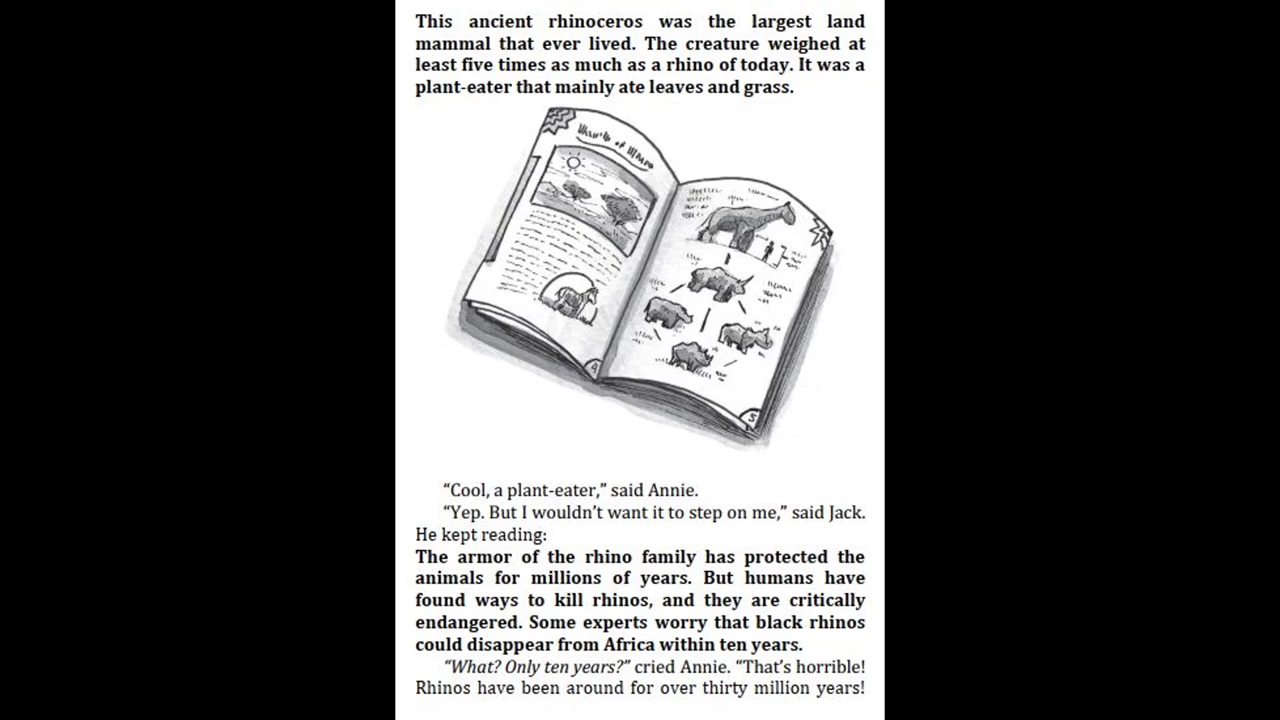 This ancient rhinoceros was the largest land
mammal that ever lived. The creature weighed at
least five times as much as a rhino of today. It was a
plant-eater that mainly ate leaves and grass.
4
5
“Cool, a plant-eater,” said Annie.
“Yep. But I wouldn’t want it to step on me,” said Jack.
He kept reading:
The armor of the rhino family has protected the
animals for millions of years. But humans have
found ways to kill rhinos, and they are critically
endangered. Some experts worry that black rhinos
could disappear from Africa within ten years.
“What? Only ten years?” cried Annie. “That’s horrible!
Rhinos have been around for over thirty million years!